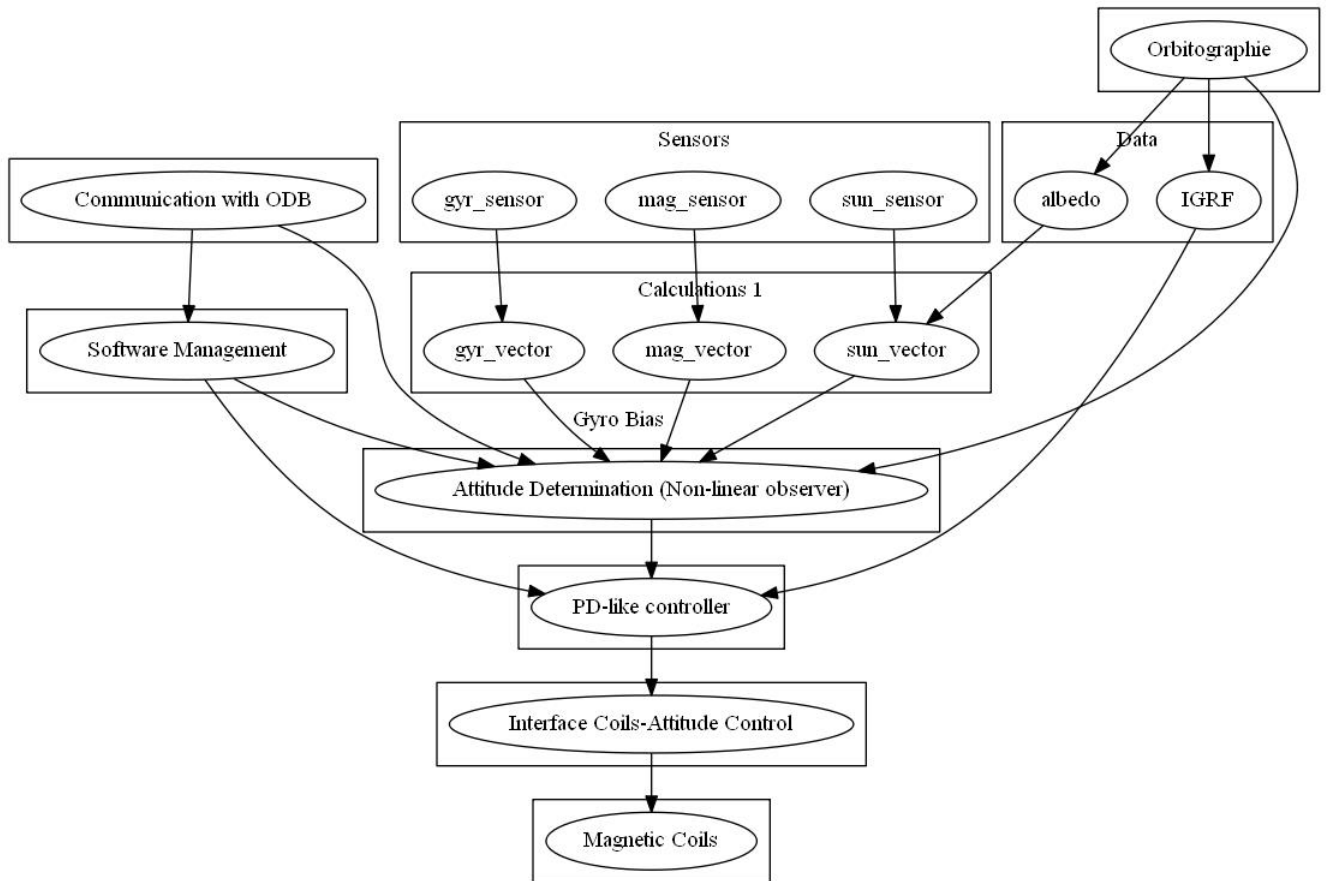 Orbitographie
Sensors
Data
Communication with ODB
gyr_sensor
mag_sensor
sun_sensor
albedo
IGRF
Calculations 1
Software Management
gyr_vector
mag_vector
sun_vector
Gyro Bias
Attitude Determination (Non-linear observer)
PD-like controller
Interface Coils-Attitude Control
Magnetic Coils